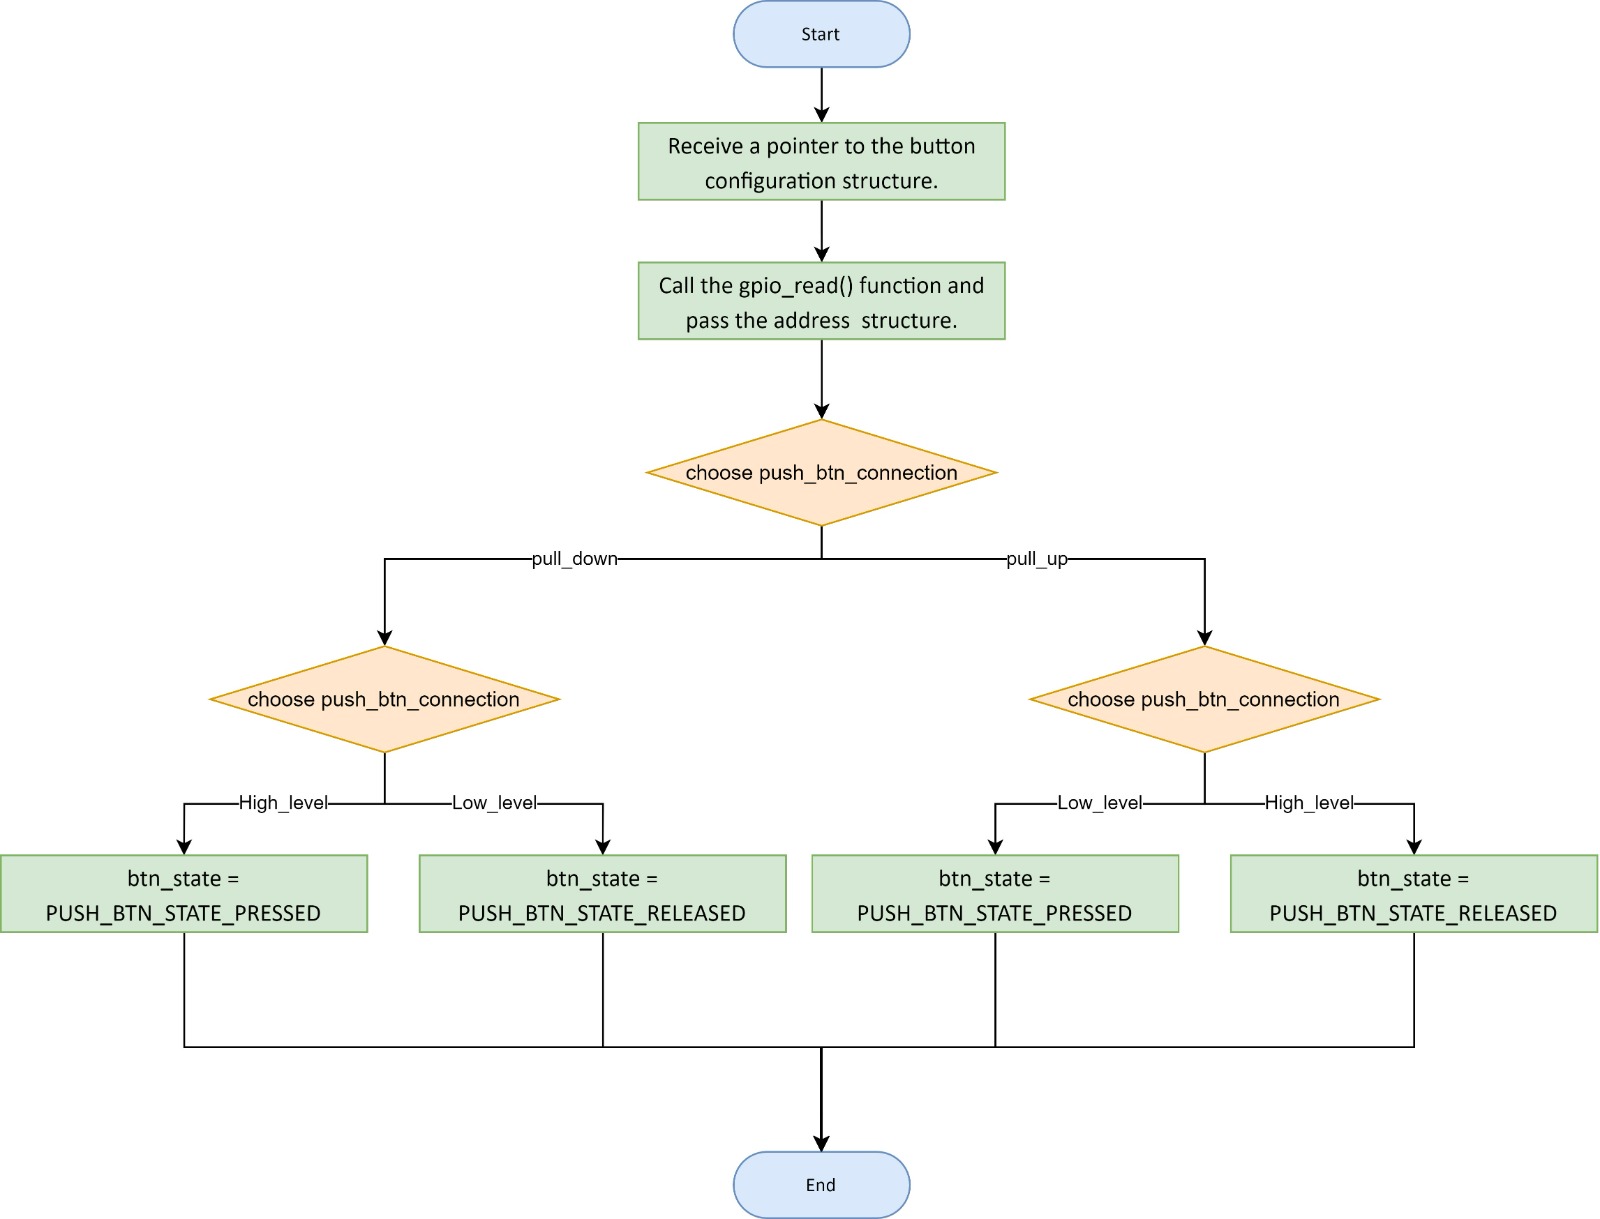 Start
Receive a pointer to the button
configuration structure.
Call the gpio_read() function and
pass the address  structure.
choose push_btn_connection
pull_down
pull_up
choose push_btn_connection
choose push_btn_connection
High_level
Low_level
Low_level
High_level
btn_state =
PUSH_BTN_STATE_PRESSED
btn_state =
PUSH_BTN_STATE_RELEASED
btn_state =
PUSH_BTN_STATE_PRESSED
btn_state =
PUSH_BTN_STATE_RELEASED
End